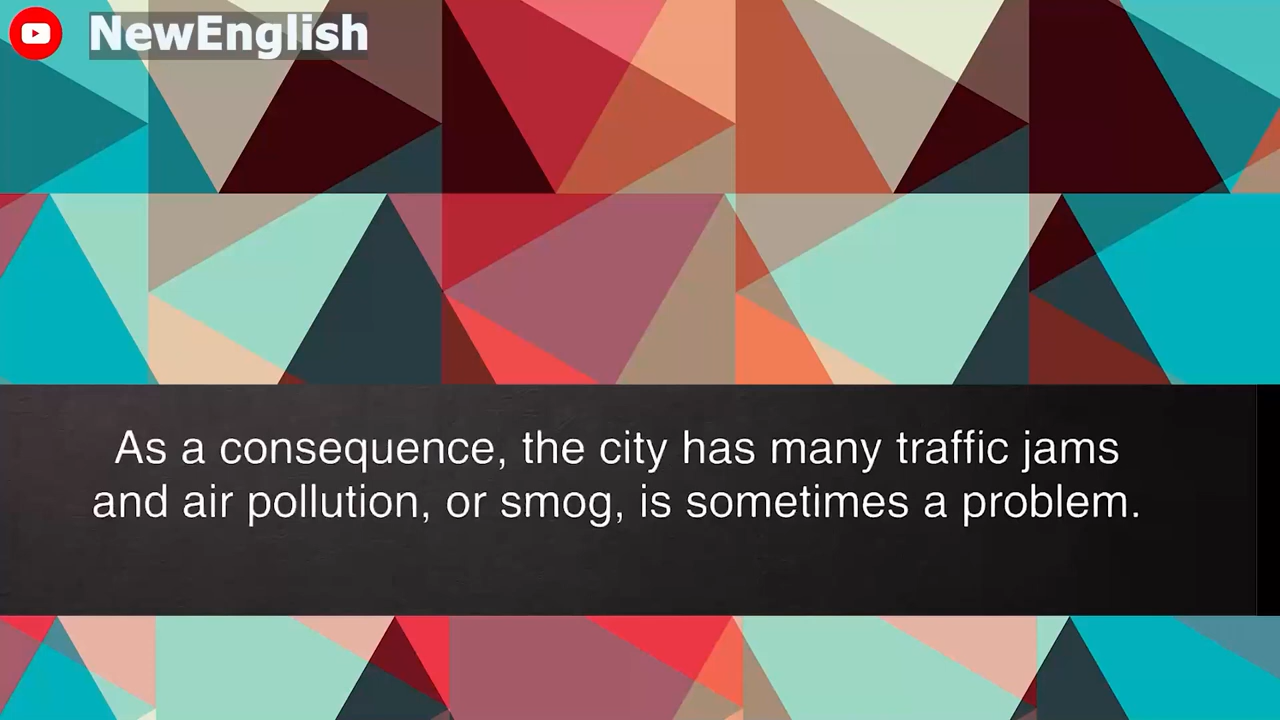 NewEnglish
As a consequence, the city has many traffic jams
and air pollution, or smog, is sometimes a problem.